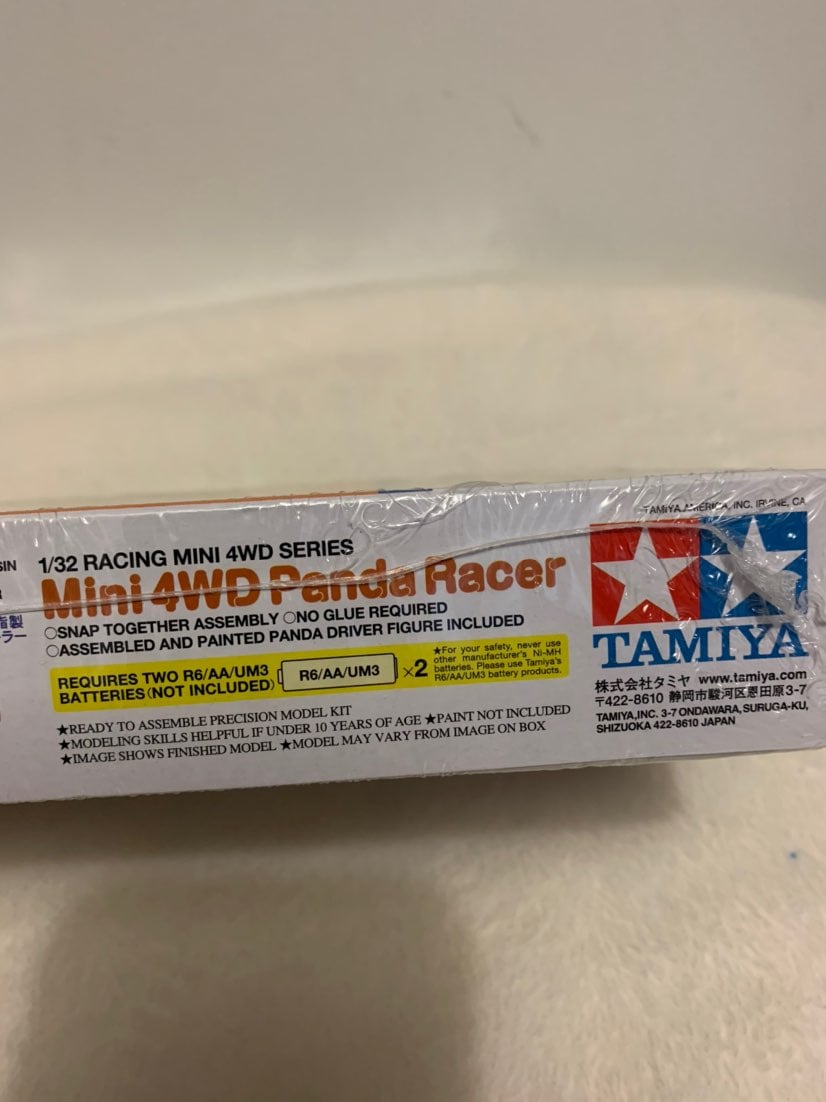 1/32 RACING MINI 4WD SERIES
Mini 4WD Panda Racer
○SNAP TOGETHER ASSEMBLY ○NO GLUE REQUIRED
○ASSEMBLED AND PAINTED PANDA DRIVER FIGURE INCLUDED
REQUIRES TWO R6/AA/UM3
BATTERIES (NOT INCLUDED)
R6/AA/UM3
×2
★For your safety, never use
other manufacturer's Ni-MH
batteries. Please use Tamiya's
R6/AA/UM3 battery products.
★READY TO ASSEMBLE PRECISION MODEL KIT
★MODELING SKILLS HELPFUL IF UNDER 10 YEARS OF AGE ★PAINT NOT INCLUDED
★IMAGE SHOWS FINISHED MODEL ★MODEL MAY VARY FROM IMAGE ON BOX
TAMIYA AMERICA, INC. IRVINE, CA
TAMIYA
株式会社タミヤ www.tamiya.com
〒422-8610 静岡市駿河区恩田原3-7
TAMIYA,INC. 3-7 ONDAWARA, SURUGA-KU,
SHIZUOKA 422-8610 JAPAN